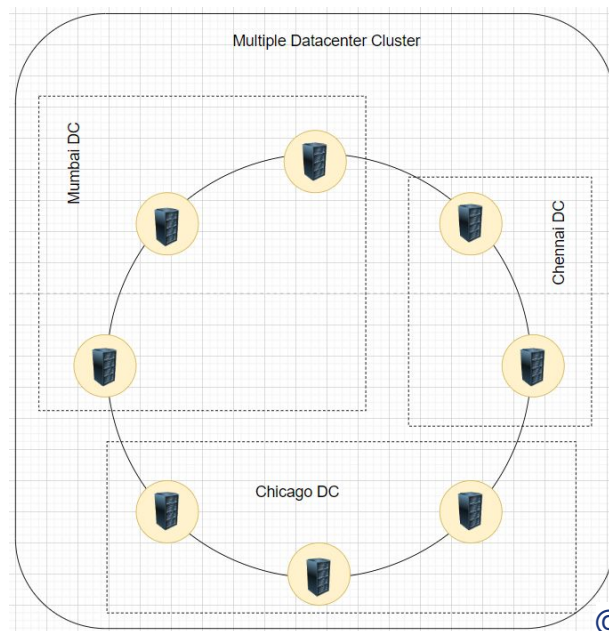 Multiple Datacenter Cluster
Mumbai DC
Chennai DC
Chicago DC
©